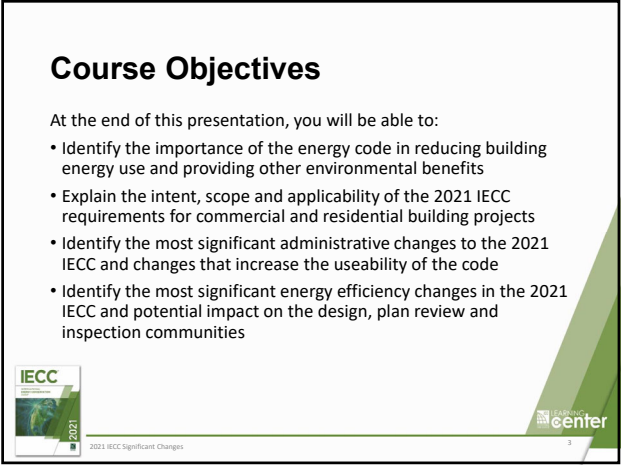 Course Objectives
At the end of this presentation, you will be able to:
• Identify the importance of the energy code in reducing building
energy use and providing other environmental benefits
• Explain the intent, scope and applicability of the 2021 IECC
requirements for commercial and residential building projects
• Identify the most significant administrative changes to the 2021
IECC and changes that increase the useability of the code
• Identify the most significant energy efficiency changes in the 2021
IECC and potential impact on the design, plan review and
inspection communities
IECC
2021
LEARNING
center
2021 IECC Significant Changes
3